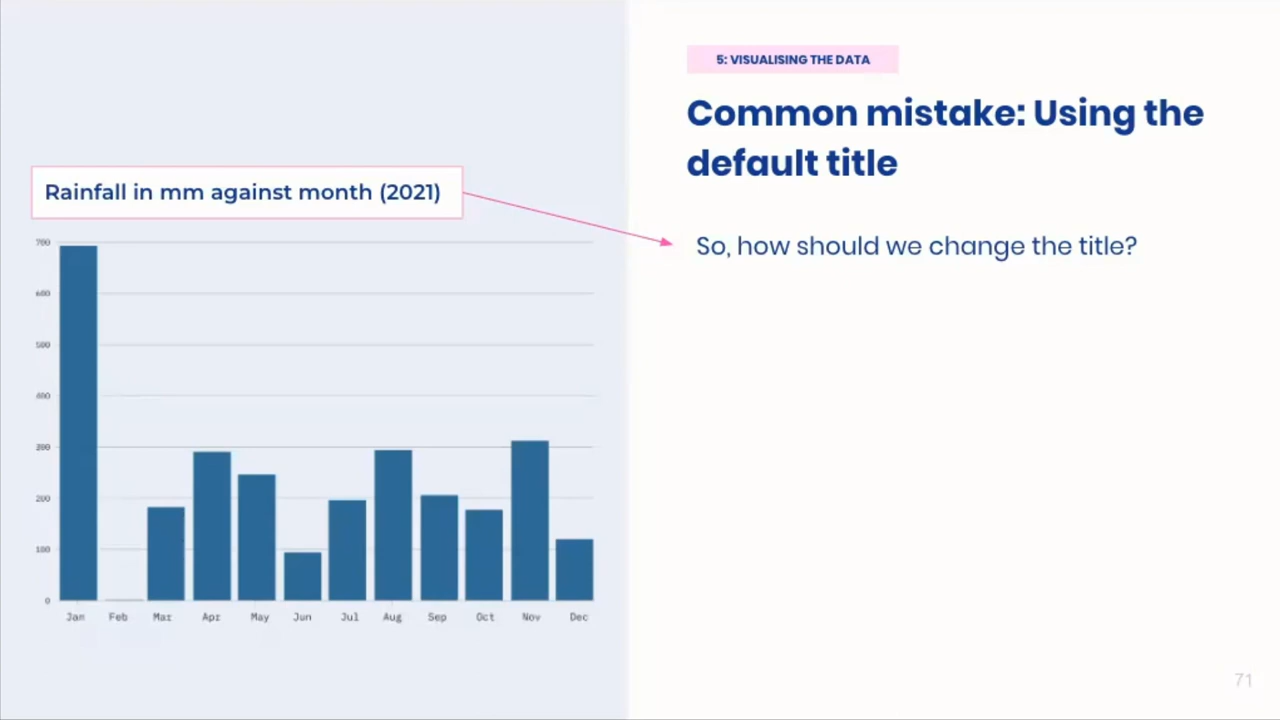 5: VISUALISING THE DATA
Common mistake: Using the
default title
Rainfall in mm against month (2021)
So, how should we change the title?
700
600
500
400
300
200
100
0
Jan Feb Mar Apr May Jun Jul Aug Sep Oct Nov Dec
71